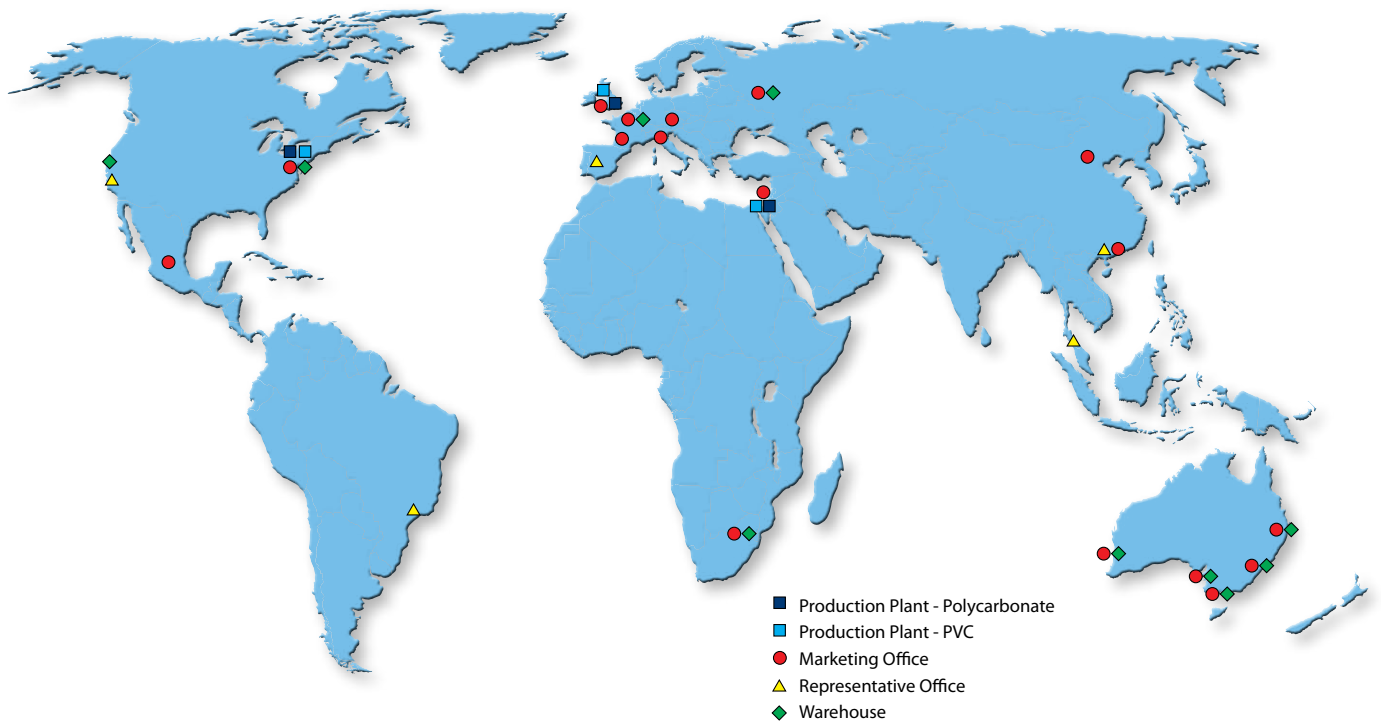 Production Plant - Polycarbonate
Production Plant - PVC
Marketing Office
Representative Office
Warehouse